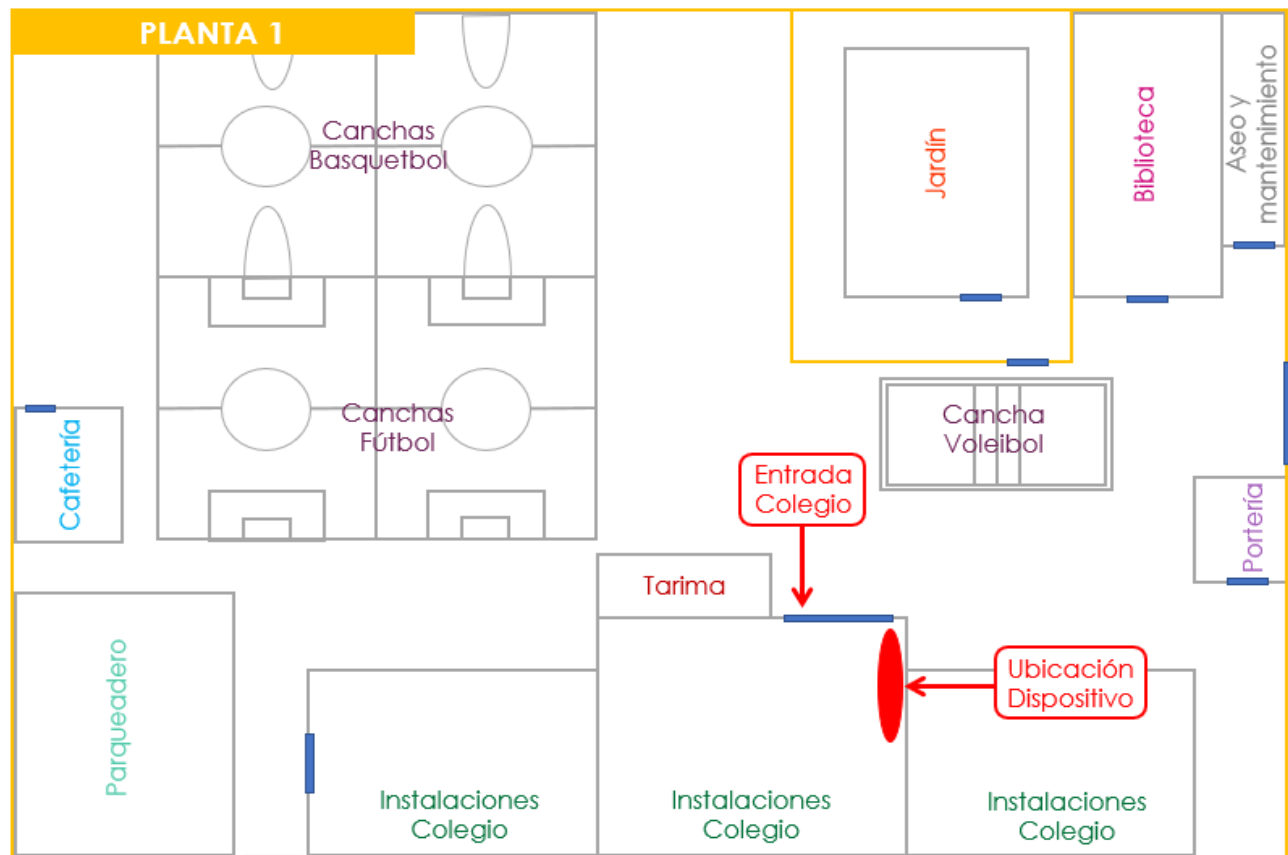 PLANTA 1
Canchas
Basquetbol
Jardín
Biblioteca
Aseo y
mantenimiento
Canchas
Fútbol
Cafetería
Cancha
Voleibol
Entrada
Colegio
Portería
Tarima
Parqueadero
Ubicación
Dispositivo
Instalaciones
Colegio
Instalaciones
Colegio
Instalaciones
Colegio